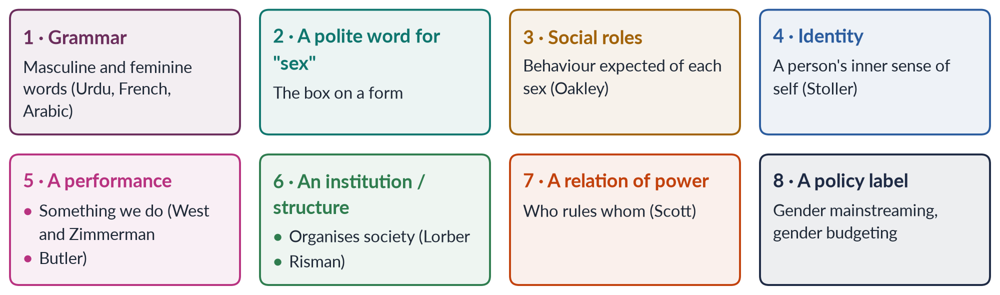 1 · Grammar
Masculine and feminine
words (Urdu, French,
Arabic)
2 · A polite word for
"sex"
The box on a form
3 · Social roles
Behaviour expected of each
sex (Oakley)
4 · Identity
A person's inner sense of
self (Stoller)
5 · A performance
• Something we do (West
and Zimmerman
• Butler)
6 · An institution /
structure
• Organises society (Lorber
• Risman)
7 · A relation of power
Who rules whom (Scott)
8 · A policy label
Gender mainstreaming,
gender budgeting